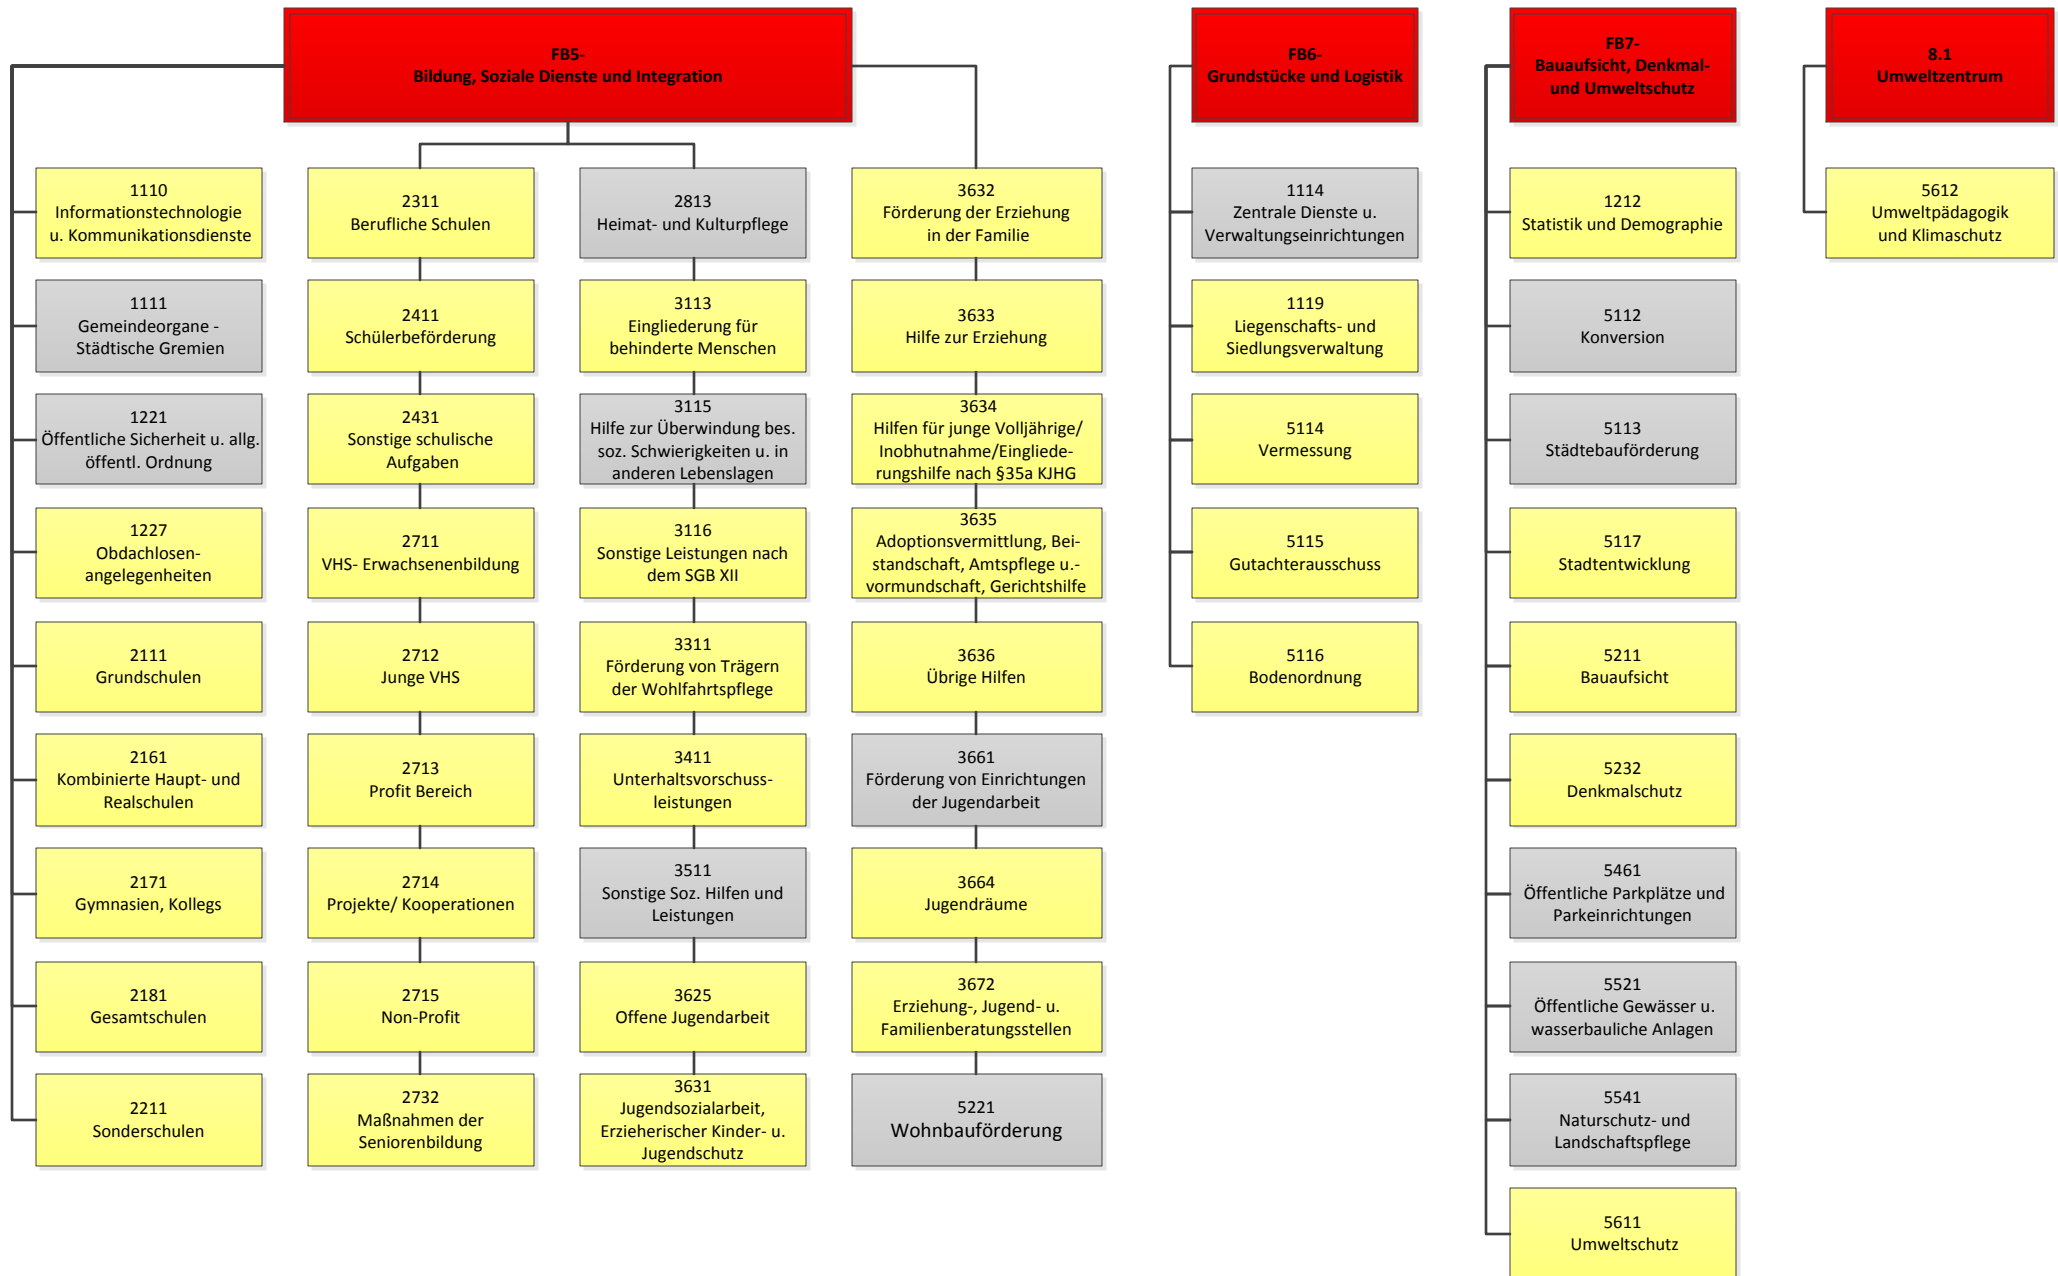 FB5-
Bildung, Soziale Dienste und Integration
1110
Informationstechnologie
u. Kommunikationsdienste
1111
Gemeindeorgane -
Städtische Gremien
1221
Öffentliche Sicherheit u. allg.
öffentl. Ordnung
1227
Obdachlosen-
angelegenheiten
2111
Grundschulen
2161
Kombinierte Haupt- und
Realschulen
2171
Gymnasien, Kollegs
2181
Gesamtschulen
2211
Sonderschulen
2311
Berufliche Schulen
2411
Schülerbeförderung
2431
Sonstige schulische
Aufgaben
2711
VHS- Erwachsenenbildung
2712
Junge VHS
2713
Profit Bereich
2714
Projekte/ Kooperationen
2715
Non-Profit
2732
Maßnahmen der
Seniorenbildung
2813
Heimat- und Kulturpflege
3113
Eingliederung für
behinderte Menschen
3115
Hilfe zur Überwindung bes.
soz. Schwierigkeiten u. in
anderen Lebenslagen
3116
Sonstige Leistungen nach
dem SGB XII
3311
Förderung von Trägern
der Wohlfahrtspflege
3411
Unterhaltsvorschuss-
leistungen
3511
Sonstige Soz. Hilfen und
Leistungen
3625
Offene Jugendarbeit
3631
Jugendsozialarbeit,
Erzieherischer Kinder- u.
Jugendschutz
3632
Förderung der Erziehung
in der Familie
3633
Hilfe zur Erziehung
3634
Hilfen für junge Volljährige/
Inobhutnahme/Eingliede-
rungshilfe nach §35a KJHG
3635
Adoptionsvermittlung, Bei-
standschaft, Amtspflege u.-
vormundschaft, Gerichtshilfe
3636
Übrige Hilfen
3661
Förderung von Einrichtungen
der Jugendarbeit
3664
Jugendräume
3672
Erziehung-, Jugend- u.
Familienberatungsstellen
5221
Wohnbauförderung
FB6-
Grundstücke und Logistik
1114
Zentrale Dienste u.
Verwaltungseinrichtungen
1119
Liegenschafts- und
Siedlungsverwaltung
5114
Vermessung
5115
Gutachterausschuss
5116
Bodenordnung
FB7-
Bauaufsicht, Denkmal-
und Umweltschutz
1212
Statistik und Demographie
5112
Konversion
5113
Städtebauförderung
5117
Stadtentwicklung
5211
Bauaufsicht
5232
Denkmalschutz
5461
Öffentliche Parkplätze und
Parkeinrichtungen
5521
Öffentliche Gewässer u.
wasserbauliche Anlagen
5541
Naturschutz- und
Landschaftspflege
5611
Umweltschutz
8.1
Umweltzentrum
5612
Umweltpädagogik
und Klimaschutz